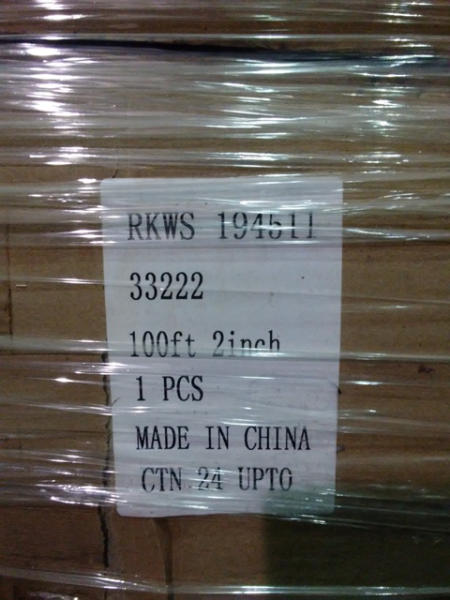 RKWS 194511
33222
100ft 2inch
1 PCS
MADE IN CHINA
CTN 24 UPTO